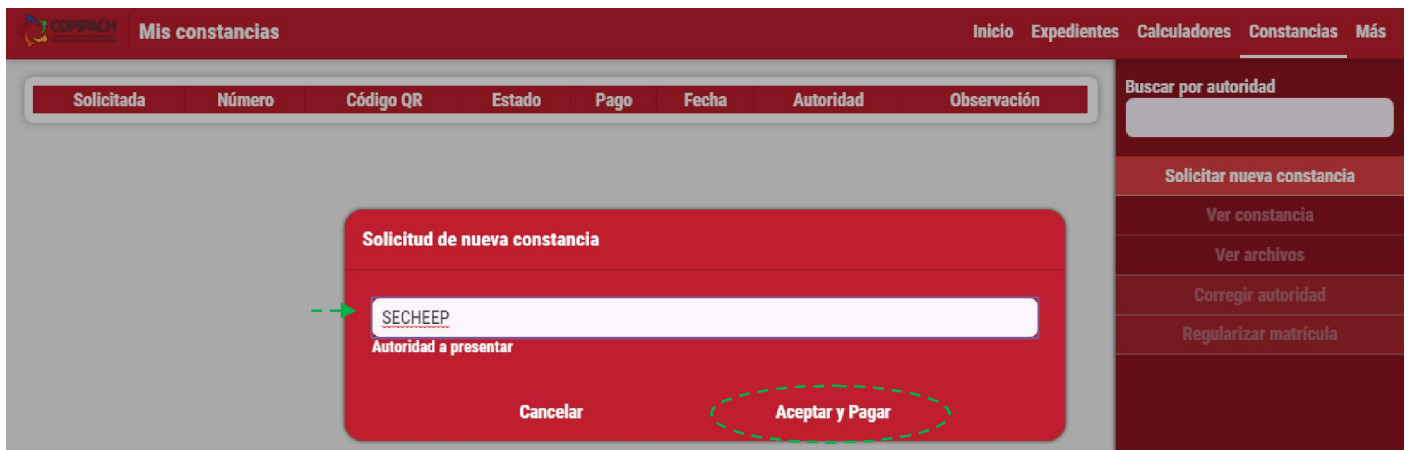 COPIPACH
Mis constancias
Inicio Expedientes Calculadores Constancias Más
Solicitada Número Código QR Estado Pago Fecha Autoridad Observación
Buscar por autoridad
Solicitar nueva constancia
Ver constancia
Ver archivos
Corregir autoridad
Regularizar matrícula
Solicitud de nueva constancia
SECHEEP
Autoridad a presentar
Cancelar Aceptar y Pagar